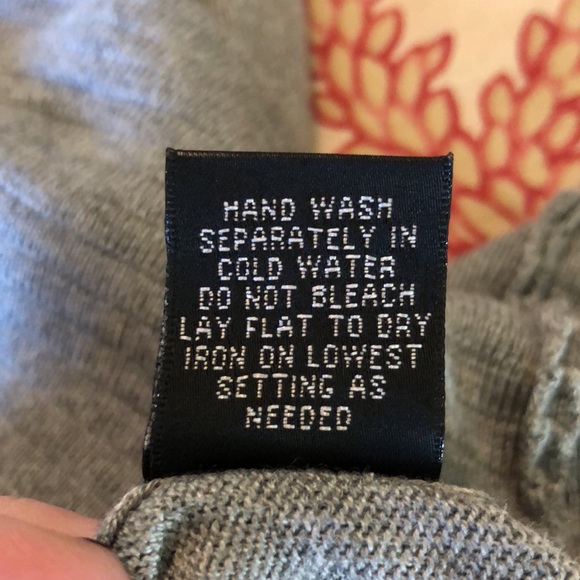 HAND WASH
SEPARATELY IN
COLD WATER
DO NOT BLEACH
LAY FLAT TO DRY
IRON ON LOWEST
SETTING AS
NEEDED